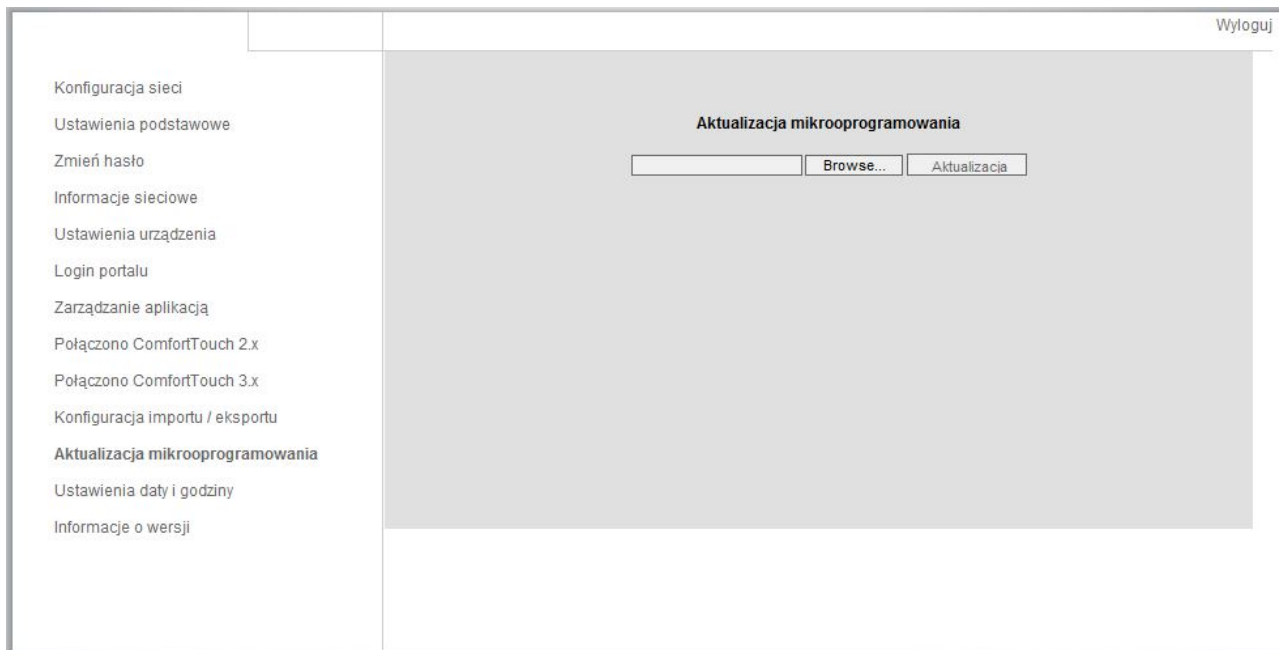 Wyloguj
Konfiguracja sieci
Ustawienia podstawowe
Zmień hasło
Informacje sieciowe
Ustawienia urządzenia
Login portalu
Zarządzanie aplikacją
Połączono ComfortTouch 2.x
Połączono ComfortTouch 3.x
Konfiguracja importu / eksportu
Aktualizacja mikrooprogramowania
Ustawienia daty i godziny
Informacje o wersji
Aktualizacja mikrooprogramowania
Browse... Aktualizacja